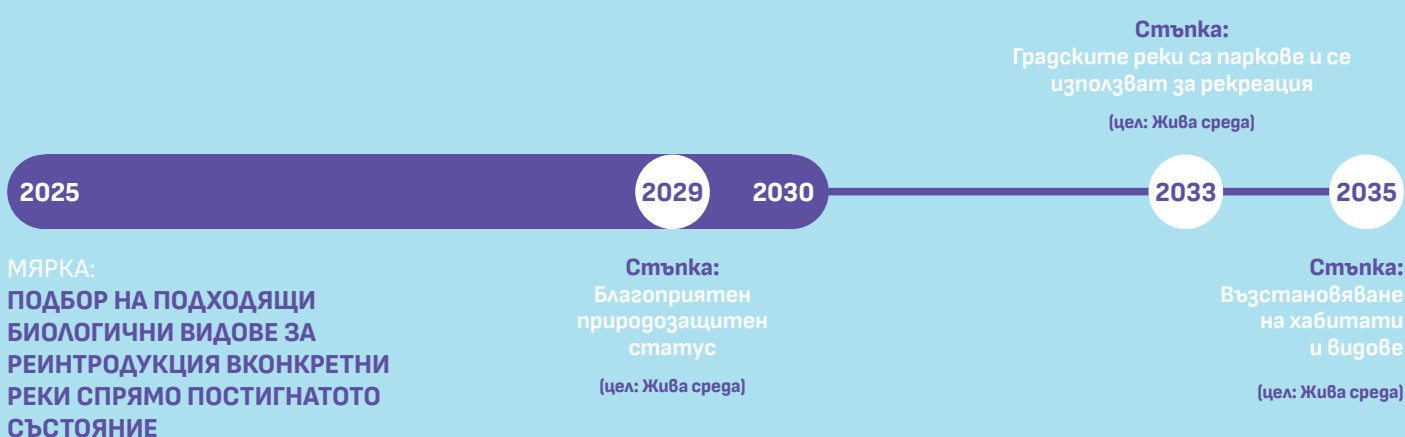 Стъпка:
Градските реки са паркове и се
използват за рекреация
(цел: Жива среда)
2025
2029
2030
2033
2035
МЯРКА:
ПОДБОР НА ПОДХОДЯЩИ
БИОЛОГИЧНИ ВИДОВЕ ЗА
РЕИНТРОДУКЦИЯ ВКОНКРЕТНИ
РЕКИ СПРЯМО ПОСТИГНАТОТО
СЪСТОЯНИЕ
Стъпка:
Благоприятен
природозащитен
статус
(цел: Жива среда)
Стъпка:
Възстановяване
на хабитати
и видове
(цел: Жива среда)